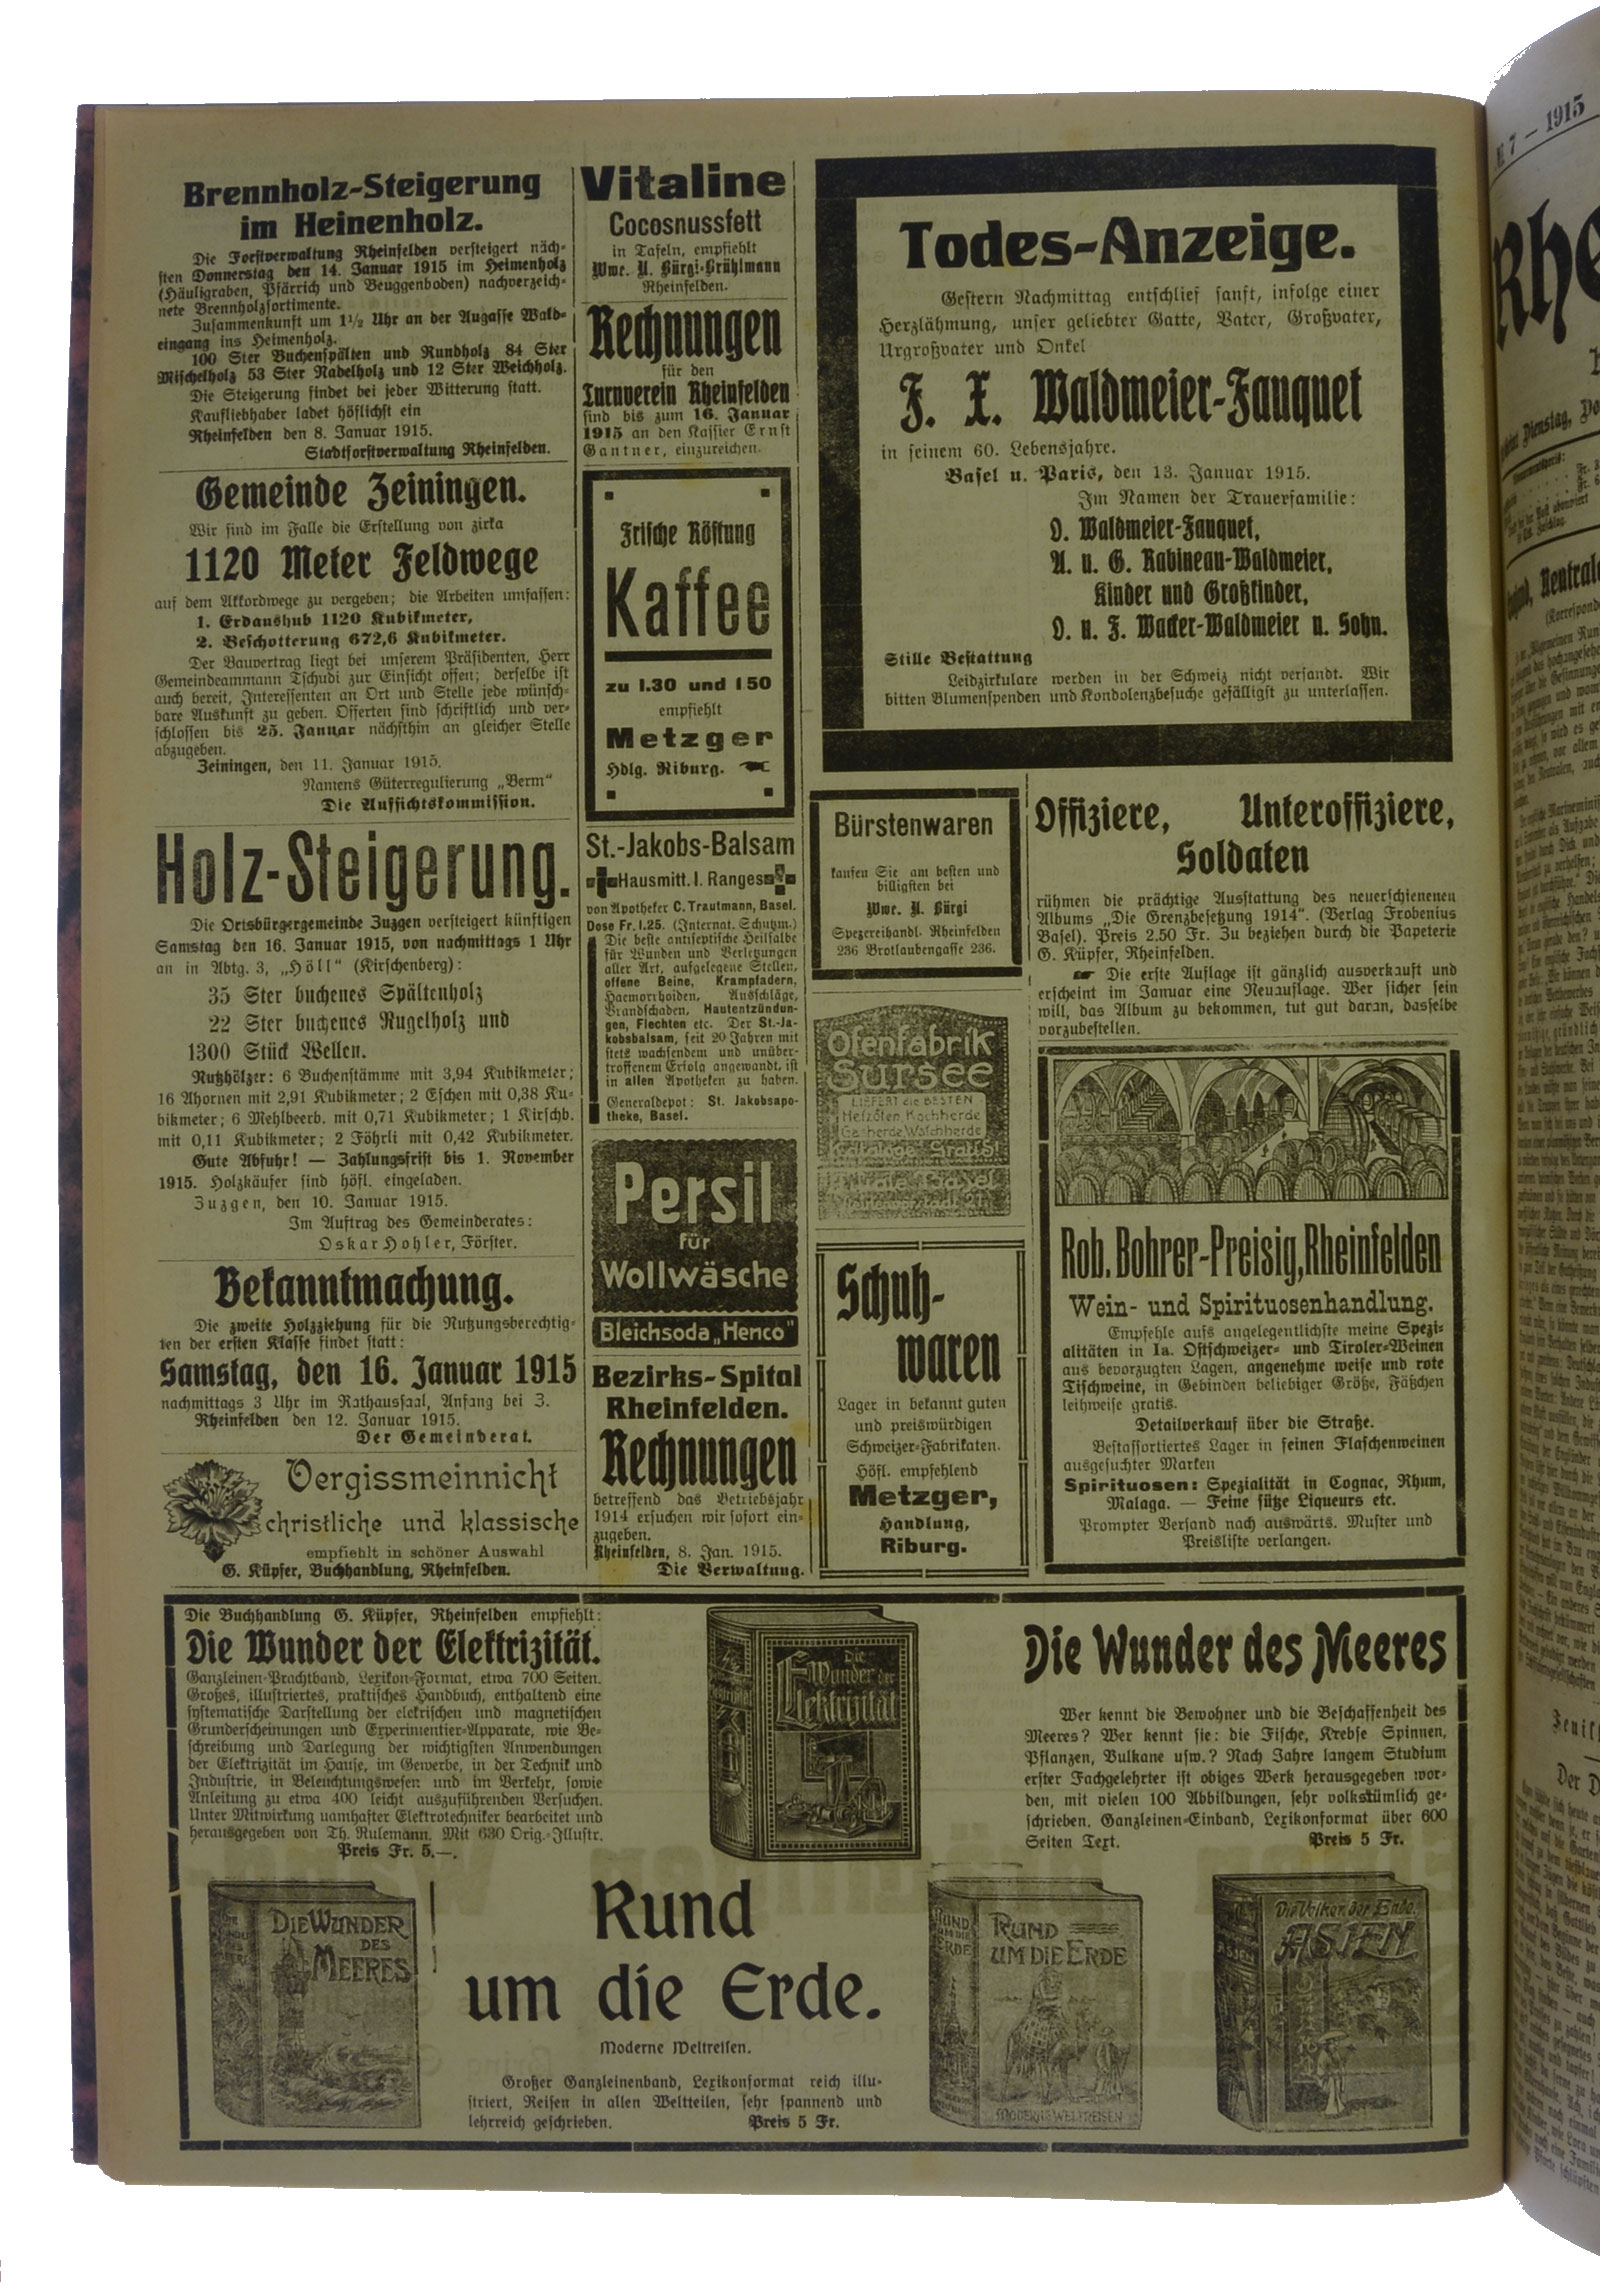 Brennholz-Steigerung
im Heinenholz.
Die Forstverwaltung Rheinfelden versteigert näch-
sten Donnerstag den 14. Januar 1915 im Heimenholz
(Häuligraben, Pfärrich und Beuggenboden) nachverzeich-
nete Brennholzsortimente.
Zusammenkunft um 1½ Uhr an der Augasse Wald-
eingang ins Heimenholz.
100 Ster Buchenspälten und Rundholz 84 Ster
Mischelholz 53 Ster Nadelholz und 12 Ster Weichholz.
Die Steigerung findet bei jeder Witterung statt.
Kaufliebhaber ladet höflichst ein
Rheinfelden den 8. Januar 1915.
Stadtforstverwaltung Rheinfelden.
Gemeinde Zeiningen.
Wir sind im Falle die Erstellung von zirka
1120 Meter Feldwege
auf dem Akkordwege zu vergeben; die Arbeiten umfassen:
1. Erdaushub 1120 Kubikmeter,
2. Beschotterung 672,6 Kubikmeter.
Der Bauvertrag liegt bei unserem Präsidenten, Herr
Gemeindeammann Tschudi zur Einsicht offen; derselbe ist
auch bereit, Interessenten an Ort und Stelle jede wünsch-
bare Auskunft zu geben. Offerten sind schriftlich und ver-
schlossen bis 25. Januar nächsthin an gleicher Stelle
abzugeben.
Zeiningen, den 11. Januar 1915.
Namens Güterregulierung „Berm“
Die Aufsichtskommission.
Holz-Steigerung.
Die Ortsbürgergemeinde Zuzgen versteigert künftigen
Samstag den 16. Januar 1915, von nachmittags 1 Uhr
an in Abtg. 3, „Höll“ (Kirschenberg):
35 Ster buchenes Spältenholz
22 Ster buchenes Rugelholz und
1300 Stück Wellen.
Nutzhölzer: 6 Buchenstämme mit 3,94 Kubikmeter;
16 Ahornen mit 2,91 Kubikmeter; 2 Eschen mit 0,38 Ku-
bikmeter; 6 Mehlbeerb. mit 0,71 Kubikmeter; 1 Kirschb.
mit 0,11 Kubikmeter; 2 Föhrli mit 0,42 Kubikmeter.
Gute Abfuhr! — Zahlungsfrist bis 1. November
1915. Holzkäufer sind höfl. eingeladen.
Zuzgen, den 10. Januar 1915.
Im Auftrag des Gemeinderates:
Oskar Hohler, Förster.
Bekanntmachung.
Die zweite Holzziehung für die Nutzungsberechtig-
ten der ersten Klasse findet statt:
Samstag, den 16. Januar 1915
nachmittags 3 Uhr im Rathaussaal, Anfang bei 3.
Rheinfelden den 12. Januar 1915.
Der Gemeinderat.
Vergissmeinnicht
christliche und klassische
empfiehlt in schöner Auswahl
G. Küpfer, Buchhandlung, Rheinfelden.
Vitaline
Cocosnussfett
in Tafeln, empfiehlt
Wwe. A. Bürgi-Brühlmann
Rheinfelden.
Rechnungen
für den
Turnverein Rheinfelden
sind bis zum 16. Januar
1915 an den Kassier Ernst
Gantner, einzureichen.
Frische Röstung
Kaffee
zu 1.30 und 1 50
empfiehlt
Metzger
Hdlg. Riburg.
St.-Jakobs-Balsam
Hausmitt. I. Ranges
von Apotheker C. Trautmann, Basel.
Dose Fr. 1.25. (Internat. Schutzm.)
Die beste antiseptische Heilsalbe
für Wunden und Verletzungen
aller Art, aufgelegene Stellen,
offene Beine, Krampfadern,
Haemorrhoiden, Ausschläge,
Brandschaden, Hautentzündun-
gen, Flechten etc. Der St.-Ja-
kobsbalsam, seit 20 Jahren mit
stets wachsendem und unüber-
troffenem Erfolg angewandt, ist
in allen Apotheken zu haben.
Generaldepot: St. Jakobsapo-
theke, Basel.
Persil
für
Wollwäsche
Bleichsoda „Henco“
Bezirks-Spital
Rheinfelden.
Rechnungen
betreffend das Betriebsjahr
1914 ersuchen wir sofort ein-
zugeben.
Rheinfelden, 8. Jan. 1915.
Die Verwaltung.
Todes-Anzeige.
Gestern Nachmittag entschlief sanft, infolge einer
Herzlähmung, unser geliebter Gatte, Vater, Großvater,
Urgroßvater und Onkel
F. X. Waldmeier-Fauquet
in seinem 60. Lebensjahre.
Basel u. Paris, den 13. Januar 1915.
Im Namen der Trauerfamilie:
O. Waldmeier-Fauquet,
A. u. G. Rabineau-Waldmeier,
Kinder und Großkinder,
O. u. F. Wacker-Waldmeier u. Sohn.
Stille Bestattung
Leidzirkulare werden in der Schweiz nicht versandt. Wir
bitten Blumenspenden und Kondolenzbesuche gefälligst zu unterlassen.
Bürstenwaren
kaufen Sie am besten und
billigsten bei
Wwe. A. Bürgi
Spezereihandl. Rheinfelden
236 Brotlaubengasse 236.
Ofenfabrik
Sursee
LIEFERT die BESTEN
Heizöfen, Kochherde
Gasherde Waschherde
Kataloge Gratis!
Schuh-
waren
Lager in bekannt guten
und preiswürdigen
Schweizer-Fabrikaten.
Höfl. empfehlend
Metzger,
Handlung,
Riburg.
Offiziere, Unteroffiziere,
Soldaten
rühmen die prächtige Ausstattung des neuerschienenen
Albums „Die Grenzbesetzung 1914“. (Verlag Frobenius
Basel). Preis 2.50 Fr. Zu beziehen durch die Papeterie
G. Küpfer, Rheinfelden.
Die erste Auflage ist gänzlich ausverkauft und
erscheint im Januar eine Neuauflage. Wer sicher sein
will, das Album zu bekommen, tut gut daran, dasselbe
vorzubestellen.
Rob. Bohrer-Preisig, Rheinfelden
Wein- und Spirituosenhandlung.
Empfehle aufs angelegentlichste meine Spezi-
alitäten in Ia. Ostschweizer- und Tiroler-Weinen
aus bevorzugten Lagen, angenehme weiße und rote
Tischweine, in Gebinden beliebiger Größe, Fäßchen
leihweise gratis.
Detailverkauf über die Straße.
Bestassortiertes Lager in feinen Flaschenweinen
ausgesuchter Marken
Spirituosen: Spezialität in Cognac, Rhum,
Malaga. — Feine süße Liqueurs etc.
Prompter Versand nach auswärts. Muster und
Preisliste verlangen.
Die Buchhandlung G. Küpfer, Rheinfelden empfiehlt:
Die Wunder der Elektrizität.
Ganzleinen-Prachtband, Lexikon-Format, etwa 700 Seiten.
Großes, illustriertes, praktisches Handbuch, enthaltend eine
systematische Darstellung der elektrischen und magnetischen
Grunderscheinungen und Experimentier-Apparate, wie Be-
schreibung und Darlegung der wichtigsten Anwendungen
der Elektrizität im Hause, im Gewerbe, in der Technik und
Industrie, in Beleuchtungswesen und im Verkehr, sowie
Anleitung zu etwa 400 leicht auszuführenden Versuchen.
Unter Mitwirkung namhafter Elektrotechniker bearbeitet und
herausgegeben von Th. Rulemann. Mit 630 Orig.-Illustr.
Preis Fr. 5.—.
Die
Wunder der
Elektrizität
Die Wunder des Meeres
Wer kennt die Bewohner und die Beschaffenheit des
Meeres? Wer kennt sie: die Fische, Krebse Spinnen,
Pflanzen, Vulkane usw.? Nach Jahre langem Studium
erster Fachgelehrter ist obiges Werk herausgegeben wor-
den, mit vielen 100 Abbildungen, sehr volkstümlich ge-
schrieben. Ganzleinen-Einband, Lexikonformat über 600
Seiten Text. Preis 5 Fr.
DIE WUNDER
DES
MEERES
Rund
um die Erde.
Moderne Weltreisen.
Großer Ganzleinenband, Lexikonformat reich illu-
striert, Reisen in allen Weltteilen, sehr spannend und
lehrreich geschrieben. Preis 5 Fr.
RUND
UM DIE
ERDE
RUND
UM DIE ERDE
MODERNE WELTREISEN
Die Völker der Erde
ASIEN
ASIEN
№ 7 — 1915